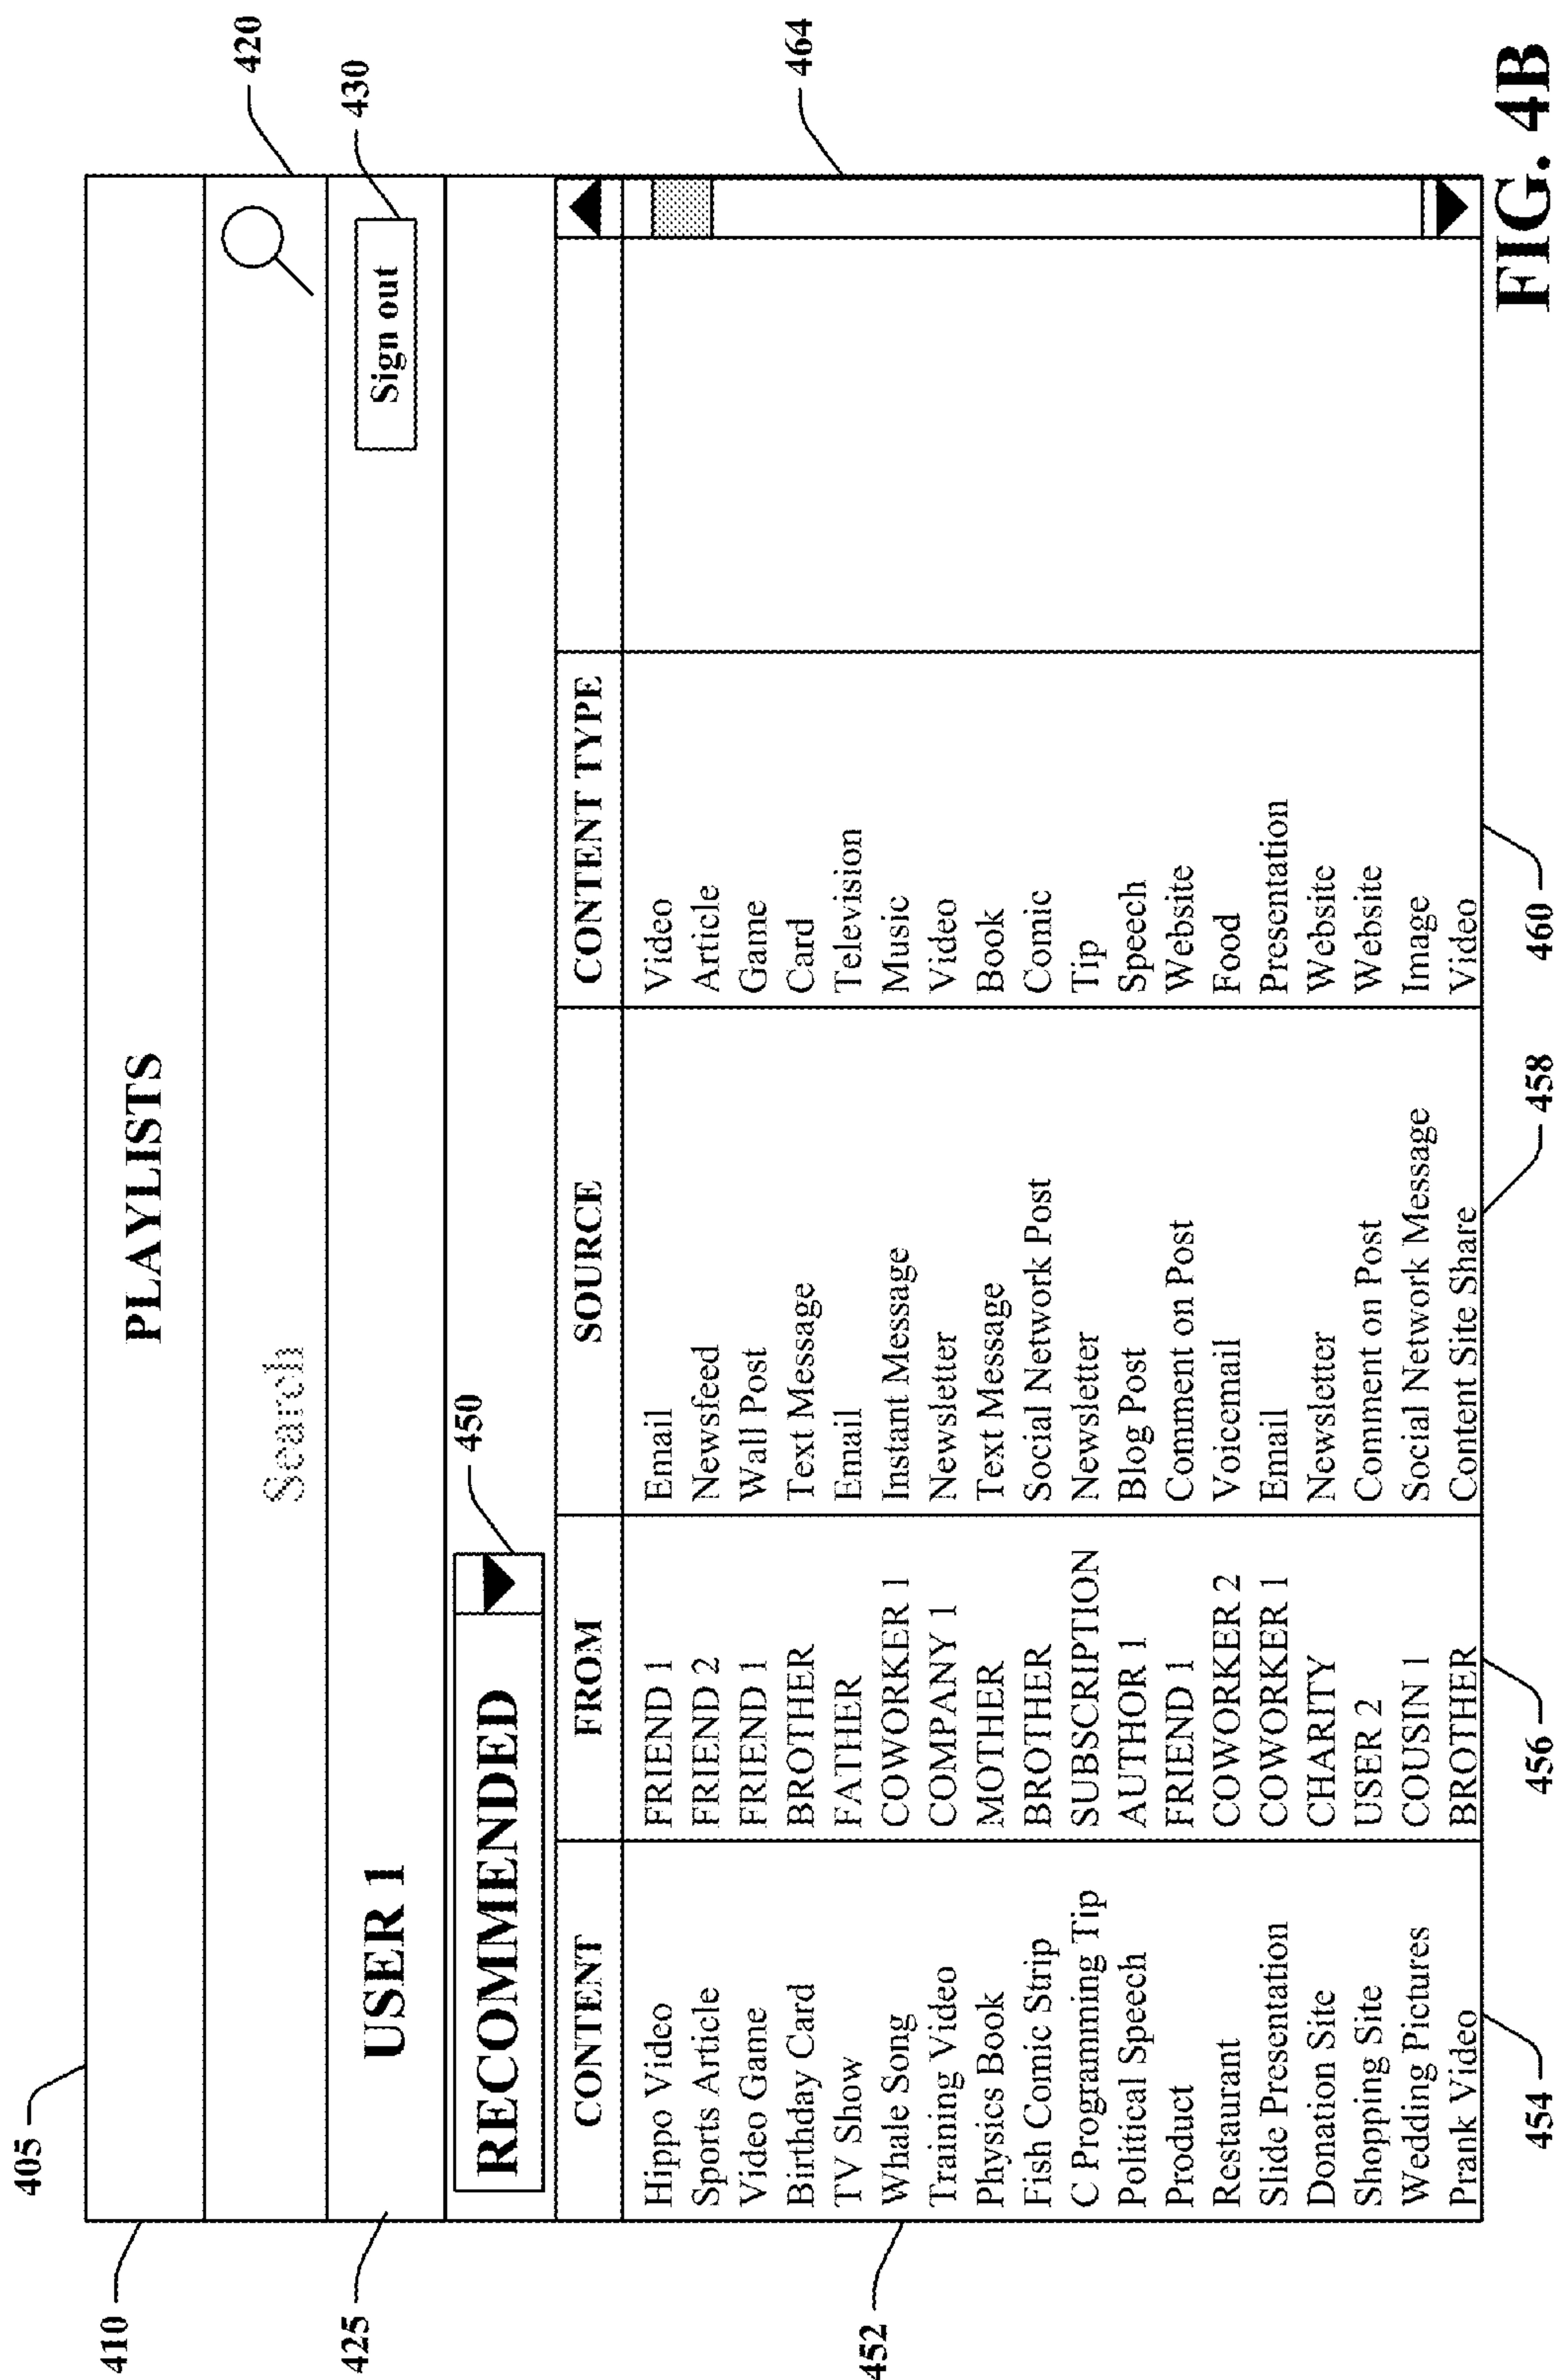 405
410
PLAYLISTS
Search
420
425
USER 1
Sign out
430
RECOMMENDED
450
CONTENT FROM SOURCE CONTENT TYPE
Hippo Video FRIEND 1 Email Video
Sports Article FRIEND 2 Newsfeed Article
Video Game FRIEND 1 Wall Post Game
Birthday Card BROTHER Text Message Card
TV Show FATHER Email Television
Whale Song COWORKER 1 Instant Message Music
Training Video COMPANY 1 Newsletter Video
Physics Book MOTHER Text Message Book
Fish Comic Strip BROTHER Social Network Post Comic
C Programming Tip SUBSCRIPTION Newsletter Tip
Political Speech AUTHOR 1 Blog Post Speech
Product FRIEND 1 Comment on Post Website
Restaurant COWORKER 2 Voicemail Food
Slide Presentation COWORKER 1 Email Presentation
Donation Site CHARITY Newsletter Website
Shopping Site USER 2 Comment on Post Website
Wedding Pictures COUSIN 1 Social Network Message Image
Prank Video BROTHER Content Site Share Video
452
464
454
456
458
460
FIG. 4B